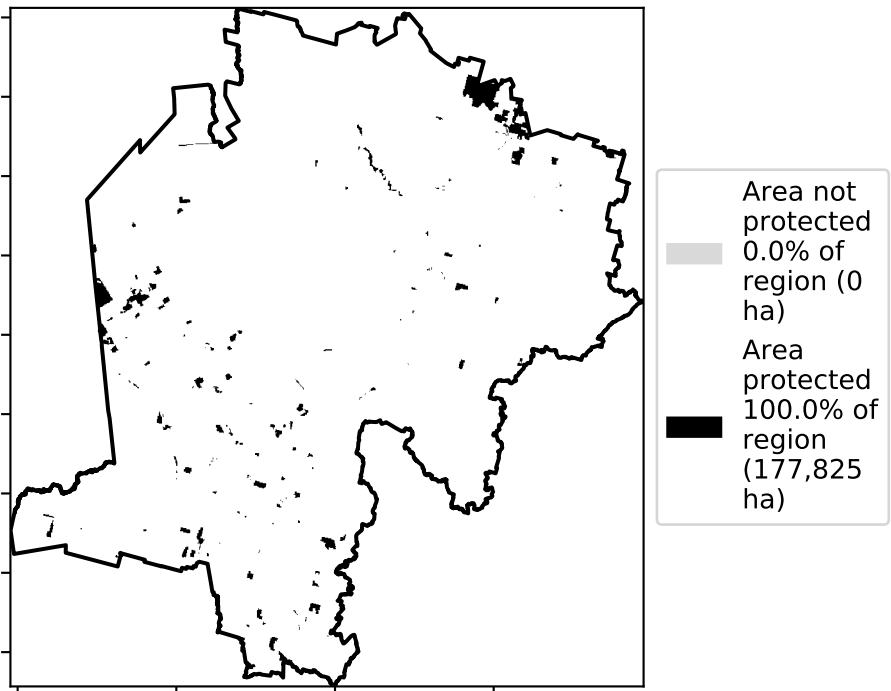 Area not
protected
0.0% of
region (0
ha)
Area
protected
100.0% of
region
(177,825
ha)